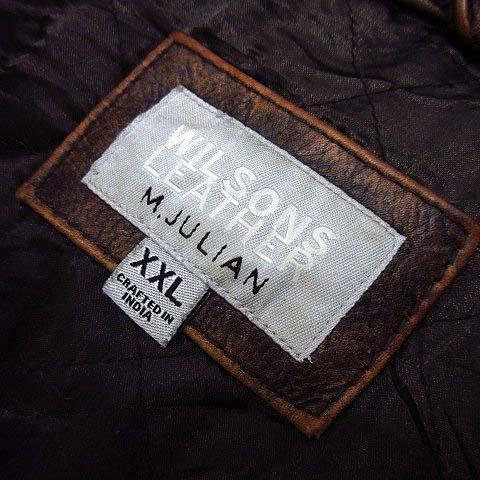 WILSONS
LEATHER
M.JULIAN
XXL
CRAFTED IN
INDIA